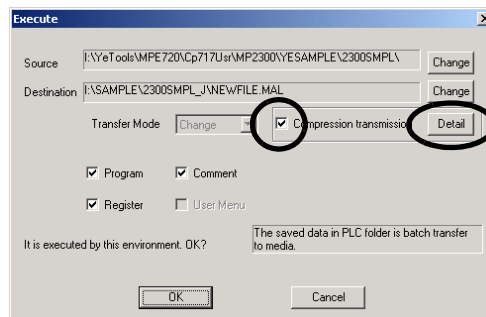 Execute
Source I:\YeTools\MPE720\Cp717Usr\MP2300\YESAMPLE\2300SMPL\ Change
Destination I:\SAMPLE\2300SMPL_J\NEWFILE.MAL Change
Transfer Mode Change Compression transmission Detail
Program Comment
Register User Menu
It is executed by this environment. OK? The saved data in PLC folder is batch transfer
to media.
OK Cancel